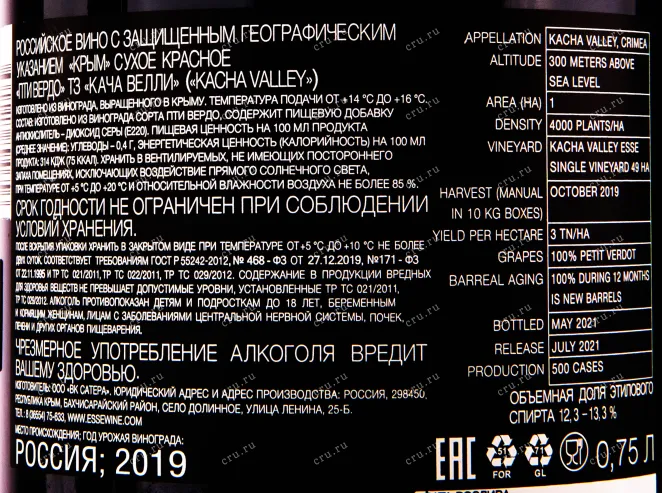 РОССИЙСКОЕ ВИНО С ЗАЩИЩЕННЫМ ГЕОГРАФИЧЕСКИМ
УКАЗАНИЕМ «КРЫМ» СУХОЕ КРАСНОЕ
«ПТИ ВЕРДО» ТЗ «КАЧА ВЕЛЛИ» («KACHA VALLEY»)
ИЗГОТОВЛЕНО ИЗ ВИНОГРАДА, ВЫРАЩЕННОГО В КРЫМУ. ТЕМПЕРАТУРА ПОДАЧИ ОТ +14 °С ДО +16 °С.
СОСТАВ: ИЗГОТОВЛЕНО ИЗ ВИНОГРАДА СОРТА ПТИ ВЕРДО, СОДЕРЖИТ ПИЩЕВУЮ ДОБАВКУ
АНТИОКИСЛИТЕЛЬ – ДИОКСИД СЕРЫ (Е220). ПИЩЕВАЯ ЦЕННОСТЬ НА 100 МЛ ПРОДУКТА
(СРЕДНЕЕ ЗНАЧЕНИЕ): УГЛЕВОДЫ – 0,4 Г, ЭНЕРГЕТИЧЕСКАЯ ЦЕННОСТЬ (КАЛОРИЙНОСТЬ) НА 100 МЛ
ПРОДУКТА: 314 КДЖ (75 ККАЛ). ХРАНИТЬ В ВЕНТИЛИРУЕМЫХ, НЕ ИМЕЮЩИХ ПОСТОРОННЕГО
ЗАПАХА ПОМЕЩЕНИЯХ, ИСКЛЮЧАЮЩИХ ВОЗДЕЙСТВИЕ ПРЯМОГО СОЛНЕЧНОГО СВЕТА,
ПРИ ТЕМПЕРАТУРЕ ОТ +5 °С ДО +20 °С И ОТНОСИТЕЛЬНОЙ ВЛАЖНОСТИ ВОЗДУХА НЕ БОЛЕЕ 85 %.
СРОК ГОДНОСТИ НЕ ОГРАНИЧЕН ПРИ СОБЛЮДЕНИИ
УСЛОВИЙ ХРАНЕНИЯ.
ПОСЛЕ ВСКРЫТИЯ УПАКОВКИ ХРАНИТЬ В ЗАКРЫТОМ ВИДЕ ПРИ ТЕМПЕРАТУРЕ ОТ+5 °С ДО +10 °С НЕ БОЛЕЕ
ДВУХ СУТОК. СООТВЕТСТВУЕТ ТРЕБОВАНИЯМ ГОСТ Р 55242-2012, № 468 - ФЗ ОТ 27.12.2019, №171 - ФЗ
ОТ 22.11.1995 И ТР ТС 021/2011, ТР ТС 022/2011, ТР ТС 029/2012. СОДЕРЖАНИЕ В ПРОДУКЦИИ ВРЕДНЫХ
ДЛЯ ЗДОРОВЬЯ ВЕЩЕСТВ НЕ ПРЕВЫШАЕТ ДОПУСТИМЫЕ УРОВНИ, УСТАНОВЛЕННЫЕ ТР ТС 021/2011,
ТР ТС 029/2012. АЛКОГОЛЬ ПРОТИВОПОКАЗАН ДЕТЯМ И ПОДРОСТКАМ ДО 18 ЛЕТ, БЕРЕМЕННЫМ
И КОРМЯЩИМ ЖЕНЩИНАМ, ЛИЦАМ С ЗАБОЛЕВАНИЯМИ ЦЕНТРАЛЬНОЙ НЕРВНОЙ СИСТЕМЫ, ПОЧЕК,
ПЕЧЕНИ И ДРУГИХ ОРГАНОВ ПИЩЕВАРЕНИЯ.
ЧРЕЗМЕРНОЕ УПОТРЕБЛЕНИЕ АЛКОГОЛЯ ВРЕДИТ
ВАШЕМУ ЗДОРОВЬЮ.
ИЗГОТОВИТЕЛЬ: ООО «ВК САТЕРА». ЮРИДИЧЕСКИЙ АДРЕС И АДРЕС ПРОИЗВОДСТВА: РОССИЯ, 298450,
РЕСПУБЛИКА КРЫМ, БАХЧИСАРАЙСКИЙ РАЙОН, СЕЛО ДОЛИННОЕ, УЛИЦА ЛЕНИНА, 25-Б.
ТЕЛ.: 8 (36554) 75-633, WWW.ESSEWINE.COM
МЕСТО ПРОИСХОЖДЕНИЯ; ГОД УРОЖАЯ ВИНОГРАДА:
РОССИЯ; 2019
APPELLATION KACHA VALLEY, CRIMEA
ALTITUDE 300 METERS ABOVE
SEA LEVEL
AREA (HA) 1
DENSITY 4000 PLANTS/HA
VINEYARD KACHA VALLEY ESSE
SINGLE VINEYARD 49 HA
HARVEST (MANUAL OCTOBER 2019
IN 10 KG BOXES)
YIELD PER HECTARE 3 TN/HA
GRAPES 100% PETIT VERDOT
BARREAL AGING 100% DURING 12 MONTHS
IS NEW BARRELS
BOTTLED MAY 2021
RELEASE JULY 2021
PRODUCTION 500 CASES
ОБЪЕМНАЯ ДОЛЯ ЭТИЛОВОГО
СПИРТА 12,3 – 13,3 %
EAC 51 FOR 71 GL 0,75 Л